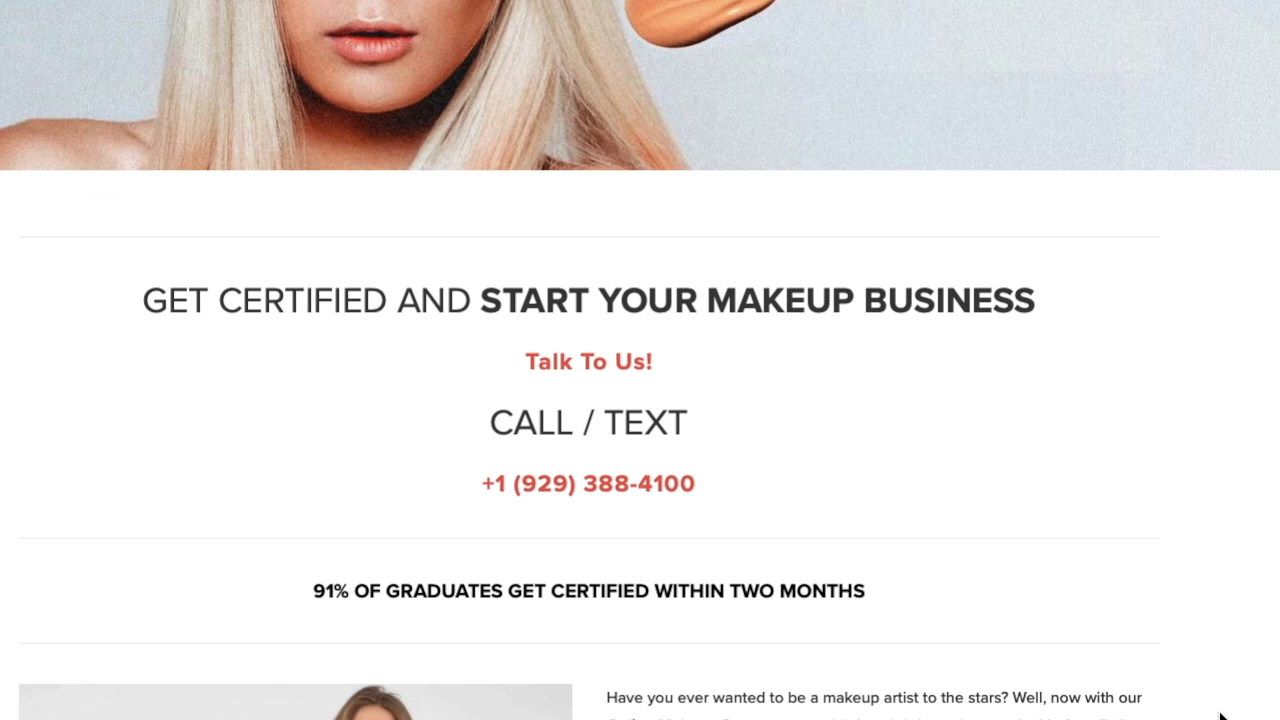 GET CERTIFIED AND START YOUR MAKEUP BUSINESS
Talk To Us!
CALL / TEXT
+1 (929) 388-4100
91% OF GRADUATES GET CERTIFIED WITHIN TWO MONTHS
Have you ever wanted to be a makeup artist to the stars? Well, now with our